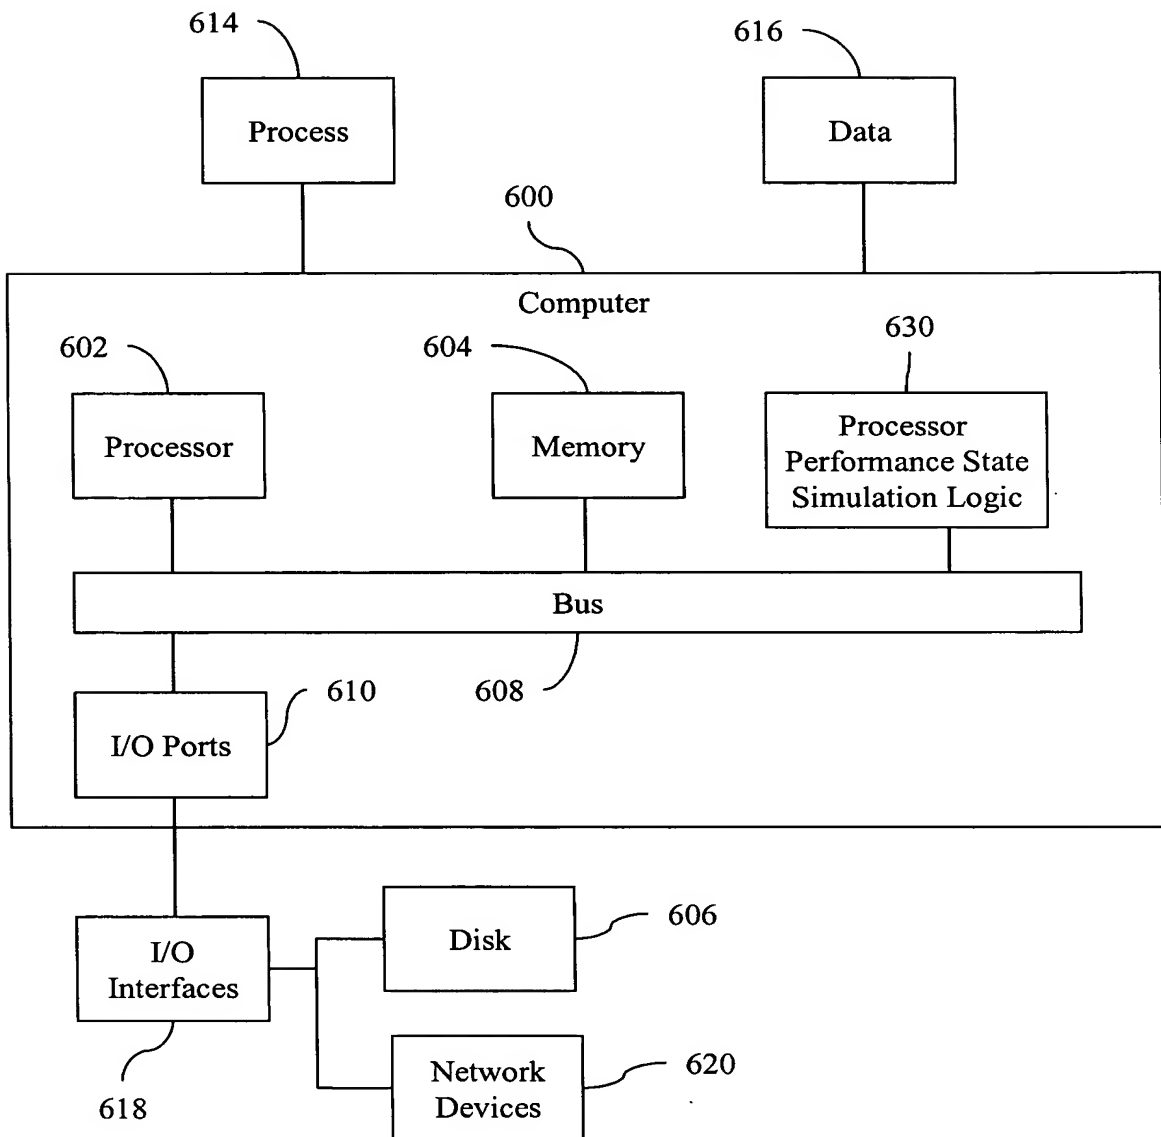 614
616
Process
Data
600
Computer
602
604
630
Processor
Memory
Processor
Performance State
Simulation Logic
Bus
610
608
I/O Ports
606
Disk
I/O
Interfaces
620
Network
Devices
618